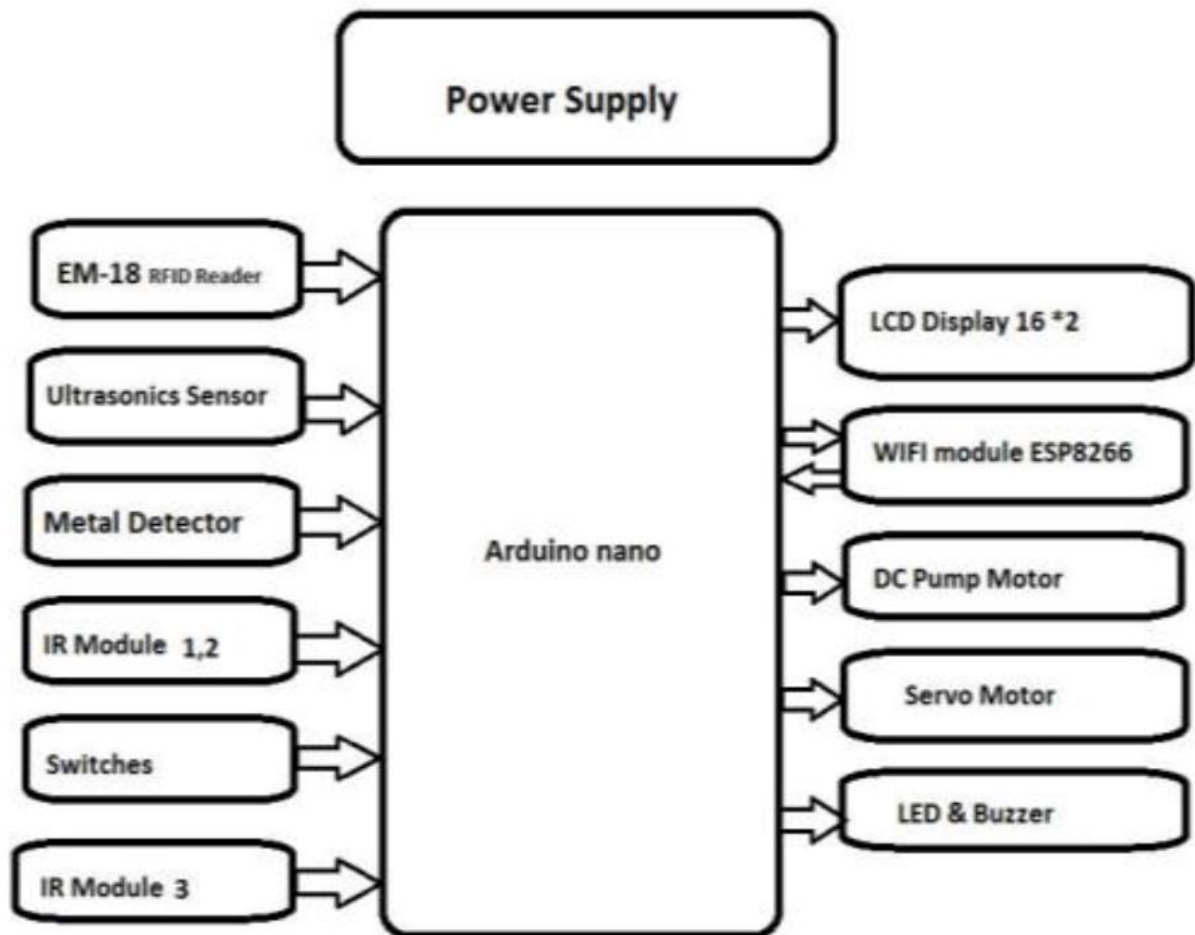 Power Supply
EM-18 RFID Reader
Ultrasonics Sensor
Metal Detector
IR Module 1,2
Switches
IR Module 3
Arduino nano
LCD Display 16 *2
WIFI module ESP8266
DC Pump Motor
Servo Motor
LED & Buzzer